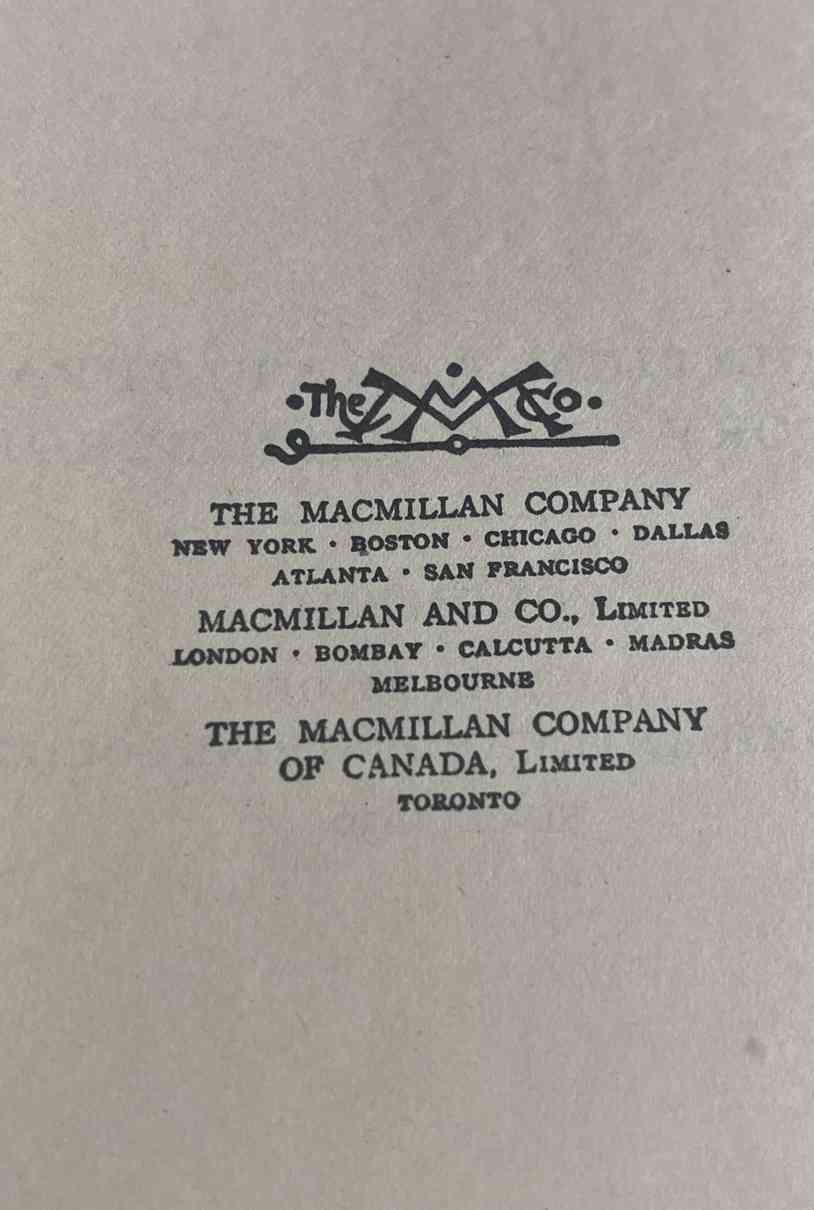 •The M Co•
THE MACMILLAN COMPANY
NEW YORK • BOSTON • CHICAGO • DALLAS
ATLANTA • SAN FRANCISCO
MACMILLAN AND CO., LIMITED
LONDON • BOMBAY • CALCUTTA • MADRAS
MELBOURNE
THE MACMILLAN COMPANY
OF CANADA, LIMITED
TORONTO